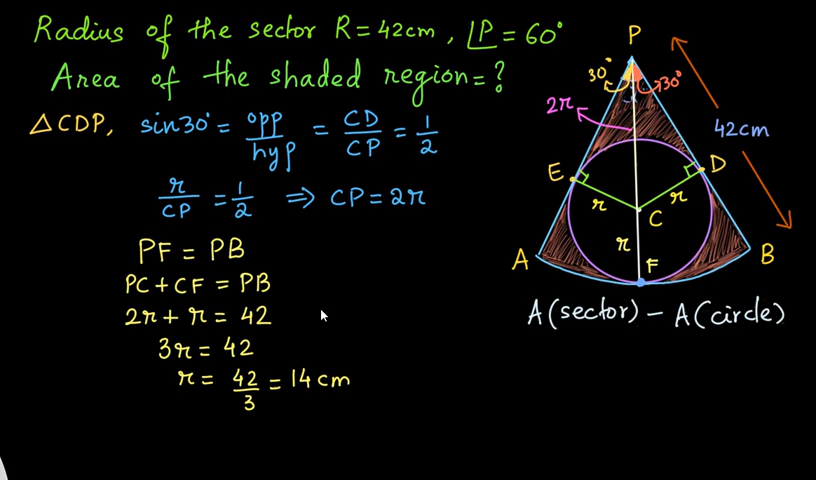 Radius of the sector R = 42cm, ∠P = 60°
Area of the shaded region = ?
△CDP, sin30° = opp/hyp = CD/CP = 1/2
r/CP = 1/2 ⇒ CP = 2r
PF = PB
PC + CF = PB
2r + r = 42
3r = 42
r = 42/3 = 14 cm
P
30°
30°
2r
42cm
E
D
r
r
C
r
A
F
B
A(sector) − A(circle)